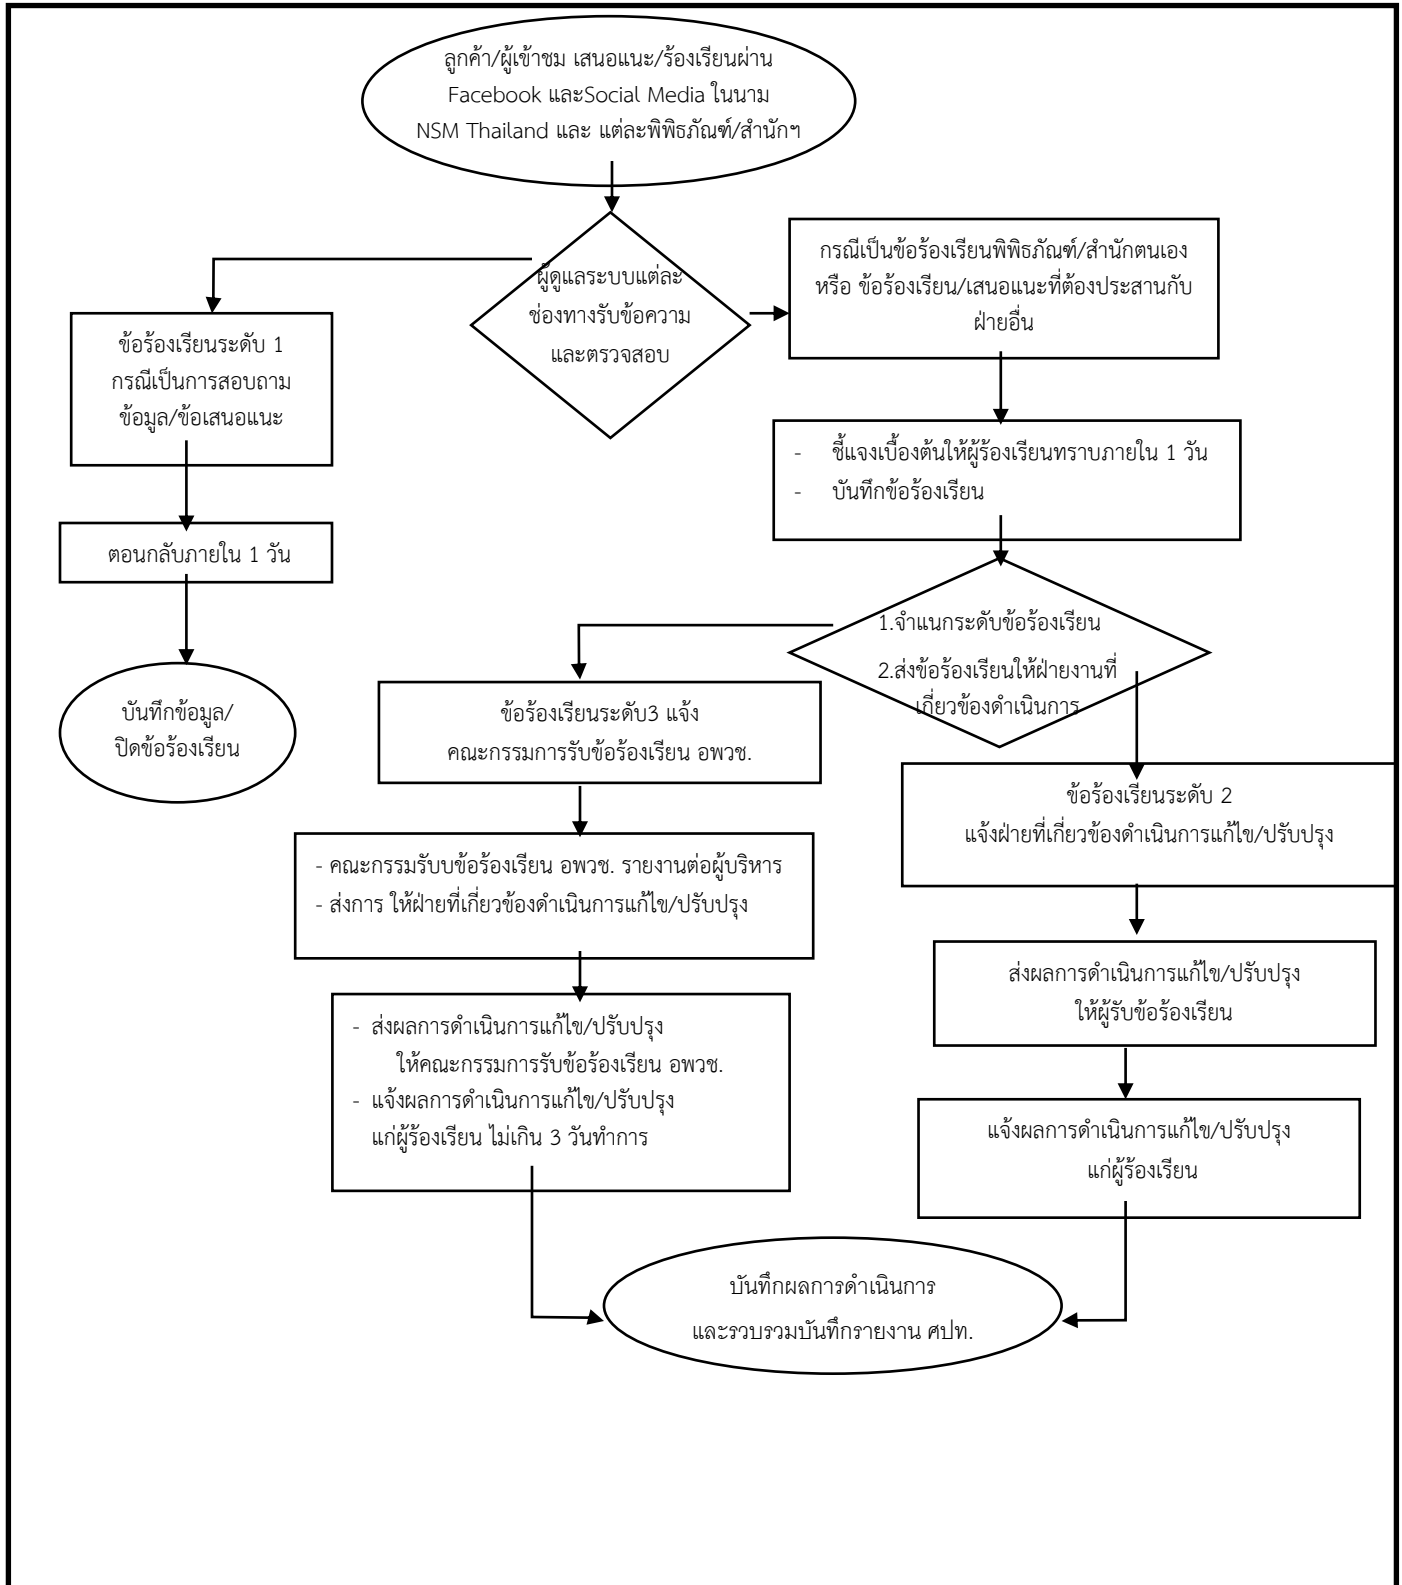 ลูกค้า/ผู้เข้าชม เสนอแนะ/ร้องเรียนผ่าน
Facebook และSocial Media ในนาม
NSM Thailand และ แต่ละพิพิธภัณฑ์/สำนักฯ
ผู้ดูแลระบบแต่ละ
ช่องทางรับข้อความ
และตรวจสอบ
กรณีเป็นข้อร้องเรียนพิพิธภัณฑ์/สำนักตนเอง
หรือ ข้อร้องเรียน/เสนอแนะที่ต้องประสานกับ
ฝ่ายอื่น
ข้อร้องเรียนระดับ 1
กรณีเป็นการสอบถาม
ข้อมูล/ข้อเสนอแนะ
- ชี้แจงเบื้องต้นให้ผู้ร้องเรียนทราบภายใน 1 วัน
- บันทึกข้อร้องเรียน
ตอนกลับภายใน 1 วัน
บันทึกข้อมูล/
ปิดข้อร้องเรียน
1.จำแนกระดับข้อร้องเรียน
2.ส่งข้อร้องเรียนให้ฝ่ายงานที่
เกี่ยวข้องดำเนินการ
ข้อร้องเรียนระดับ3 แจ้ง
คณะกรรมการรับข้อร้องเรียน อพวช.
ข้อร้องเรียนระดับ 2
แจ้งฝ่ายที่เกี่ยวข้องดำเนินการแก้ไข/ปรับปรุง
- คณะกรรมรับบข้อร้องเรียน อพวช. รายงานต่อผู้บริหาร
- ส่งการ ให้ฝ่ายที่เกี่ยวข้องดำเนินการแก้ไข/ปรับปรุง
ส่งผลการดำเนินการแก้ไข/ปรับปรุง
ให้ผู้รับข้อร้องเรียน
- ส่งผลการดำเนินการแก้ไข/ปรับปรุง
ให้คณะกรรมการรับข้อร้องเรียน อพวช.
- แจ้งผลการดำเนินการแก้ไข/ปรับปรุง
แก่ผู้ร้องเรียน ไม่เกิน 3 วันทำการ
แจ้งผลการดำเนินการแก้ไข/ปรับปรุง
แก่ผู้ร้องเรียน
บันทึกผลการดำเนินการ
และรวบรวมบันทึกรายงาน ศปท.